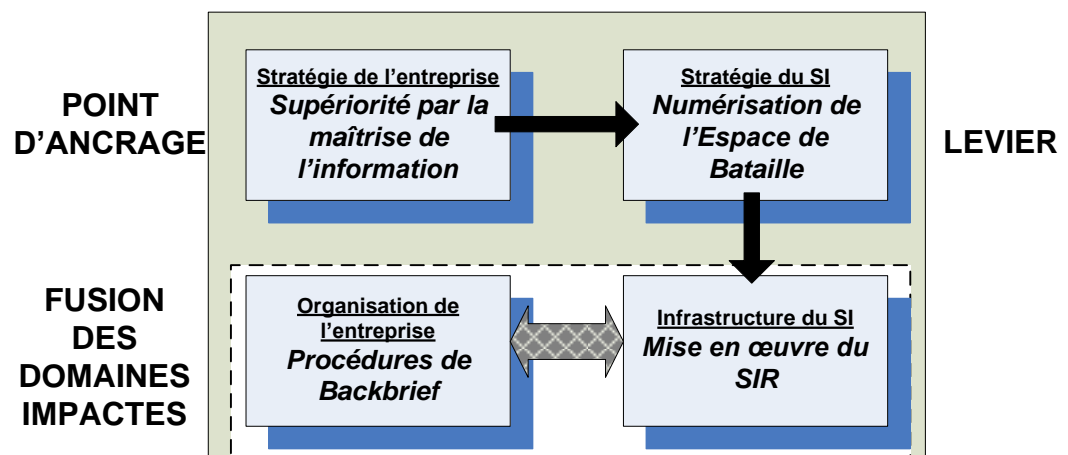 POINT
D'ANCRAGE
Stratégie de l'entreprise
Supériorité par la
maîtrise de
l'information
Stratégie du SI
Numérisation de
l'Espace de
Bataille
LEVIER
FUSION
DES
DOMAINES
IMPACTES
Organisation de
l'entreprise
Procédures de
Backbrief
Infrastructure du SI
Mise en œuvre du
SIR